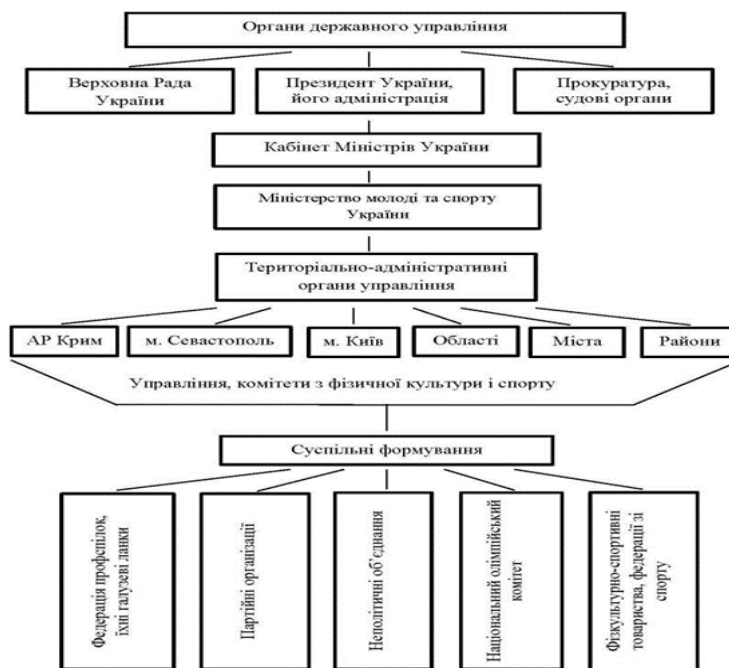 Органи державного управління
Верховна Рада
України
Президент України,
його адміністрація
Прокуратура,
судові органи
Кабінет Міністрів України
Міністерство молоді та спорту
України
Територіально-адміністративні
органи управління
АР Крим
м. Севастополь
м. Київ
Області
Міста
Райони
Управління, комітети з фізичної культури і спорту
Суспільні формування
Федерація профспілок,
їхні галузеві ланки
Партійні організації
Неполітичні об'єднання
Національний олімпійський
комітет
Фізкультурно-спортивні
товариства, федерації зі
спорту